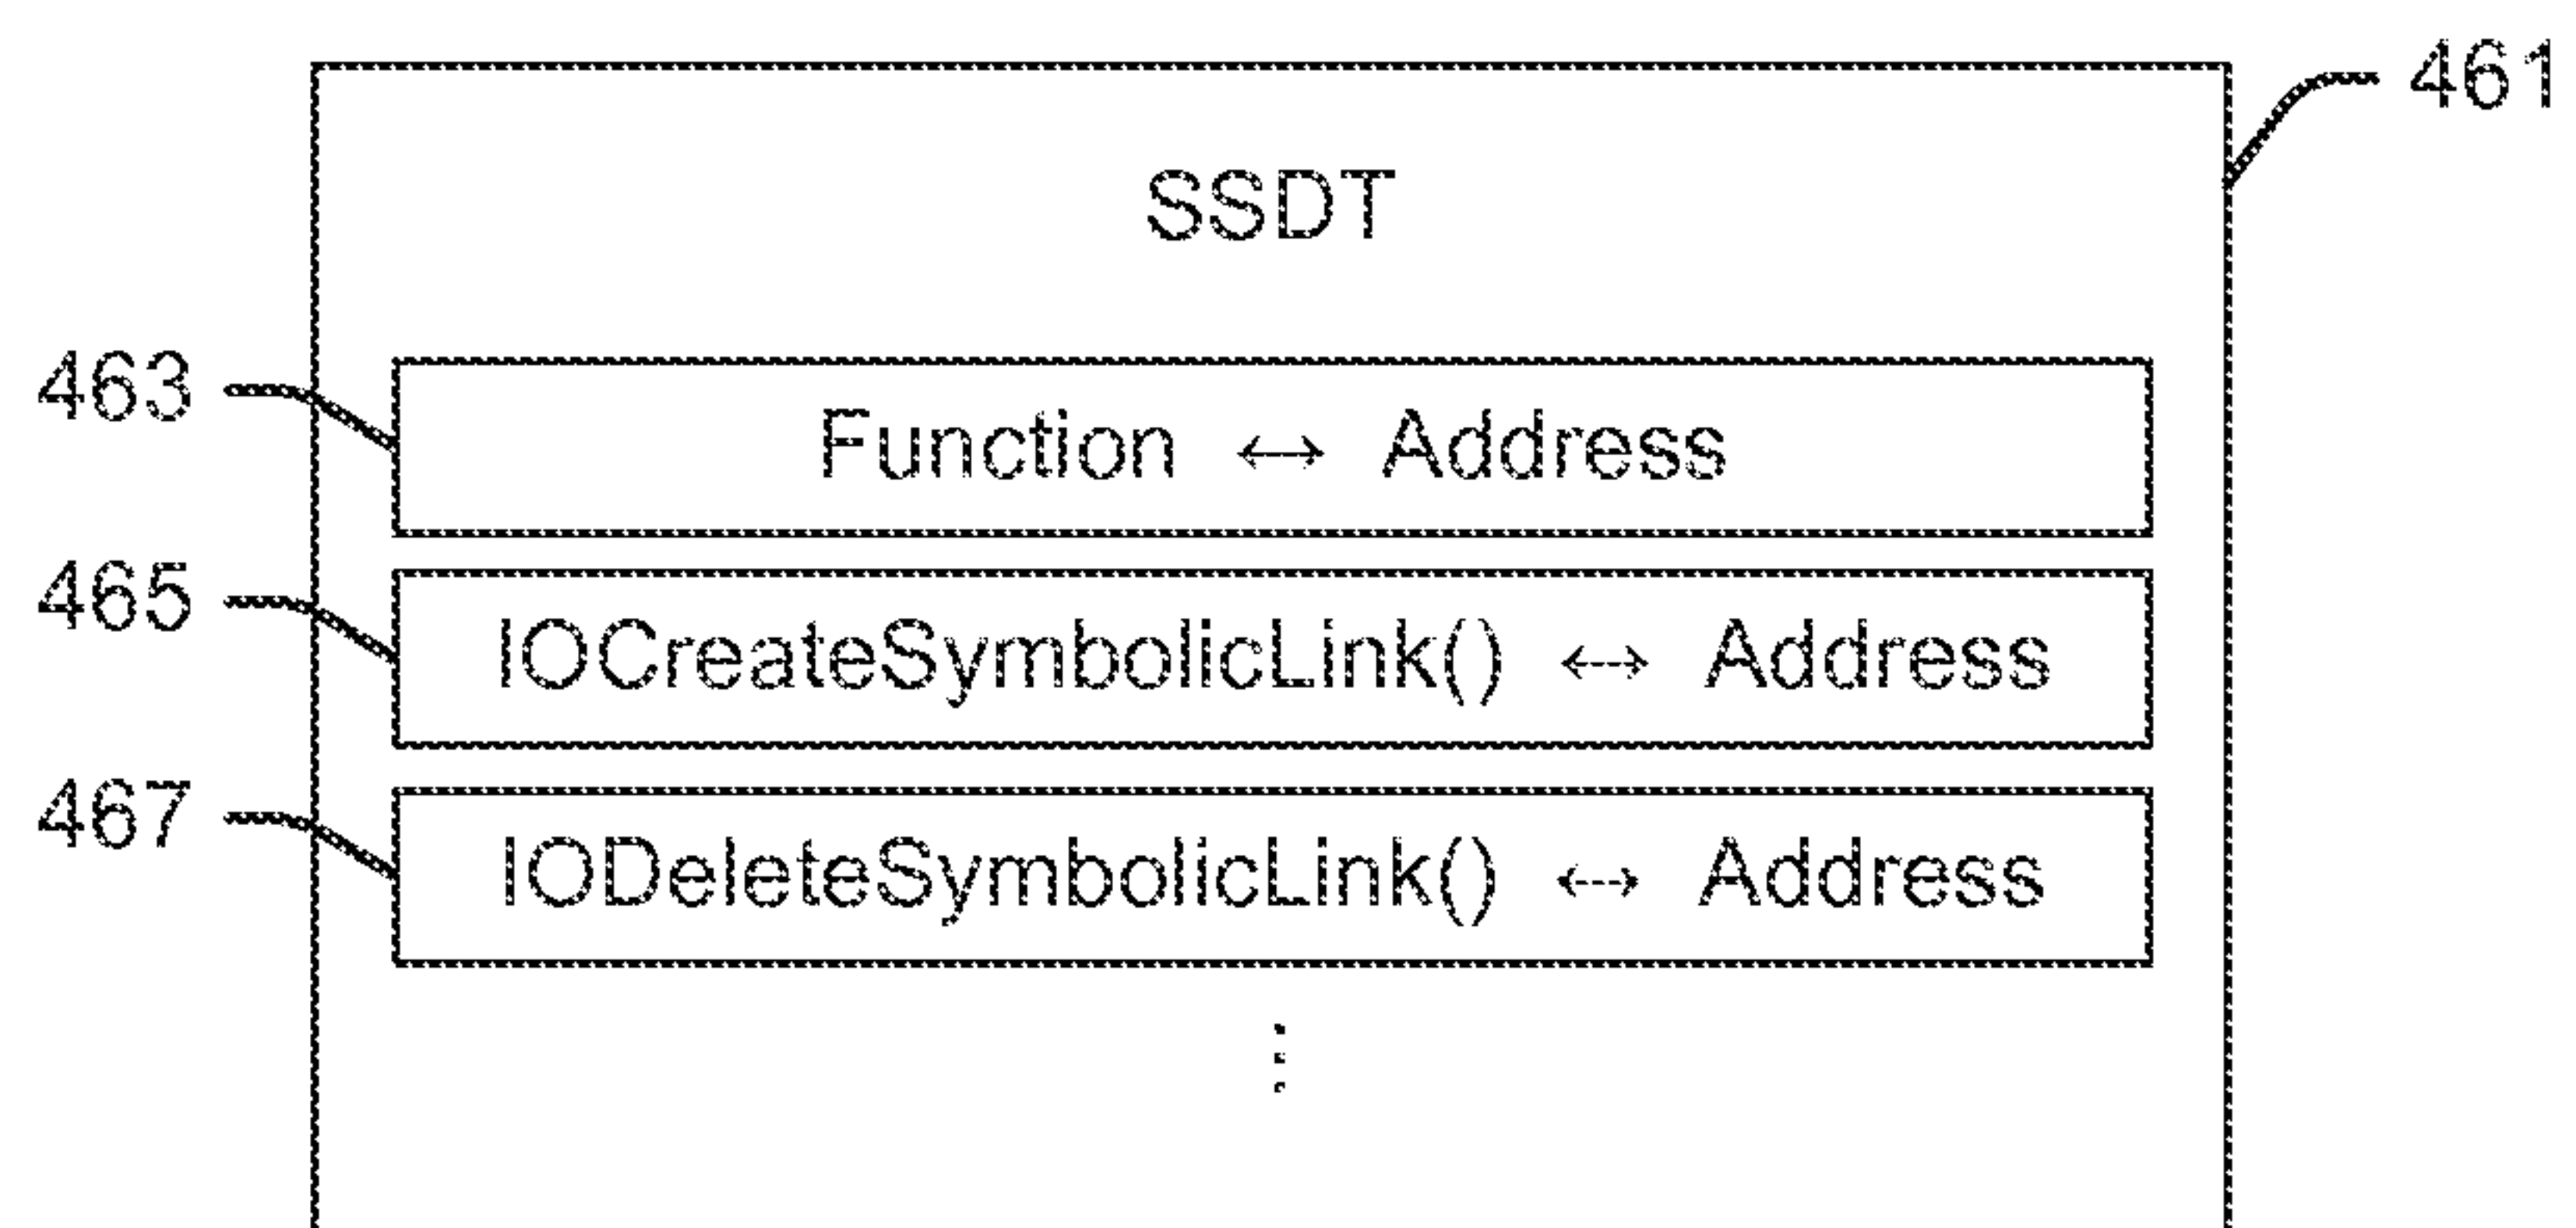 461
SSDT
463
Function ↔ Address
465
IOCreateSymbolicLink() ↔ Address
467
IODeleteSymbolicLink() ↔ Address
⋮